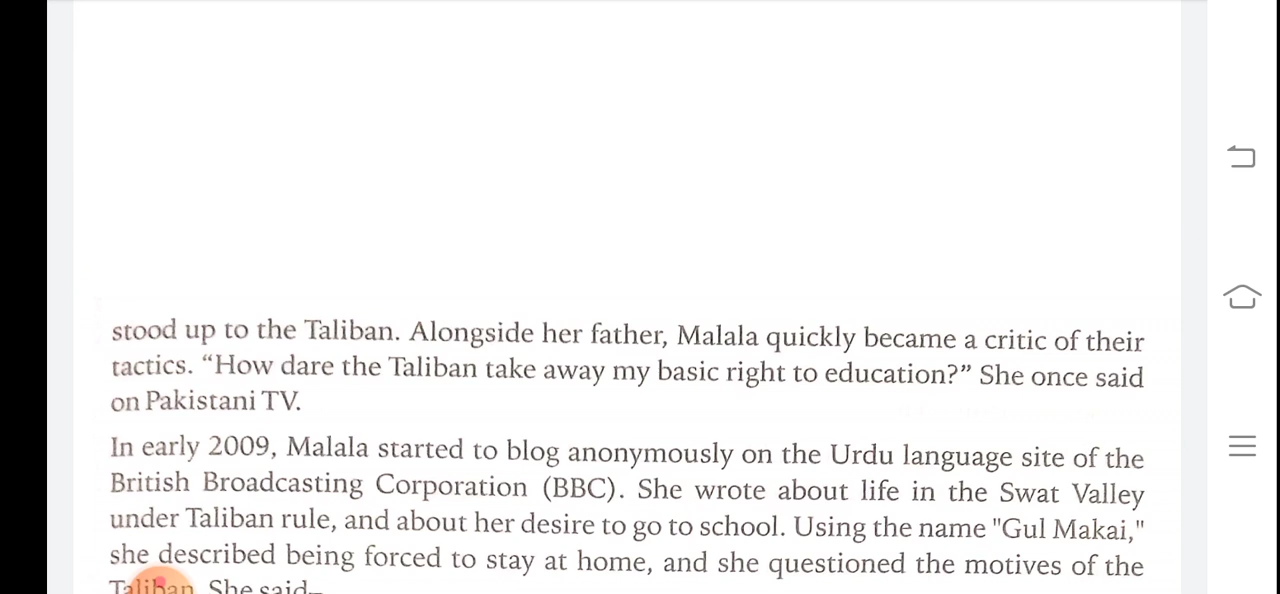 stood up to the Taliban. Alongside her father, Malala quickly became a critic of their
tactics. “How dare the Taliban take away my basic right to education?” She once said
on Pakistani TV.
In early 2009, Malala started to blog anonymously on the Urdu language site of the
British Broadcasting Corporation (BBC). She wrote about life in the Swat Valley
under Taliban rule, and about her desire to go to school. Using the name "Gul Makai,"
she described being forced to stay at home, and she questioned the motives of the
Taliban. She said–